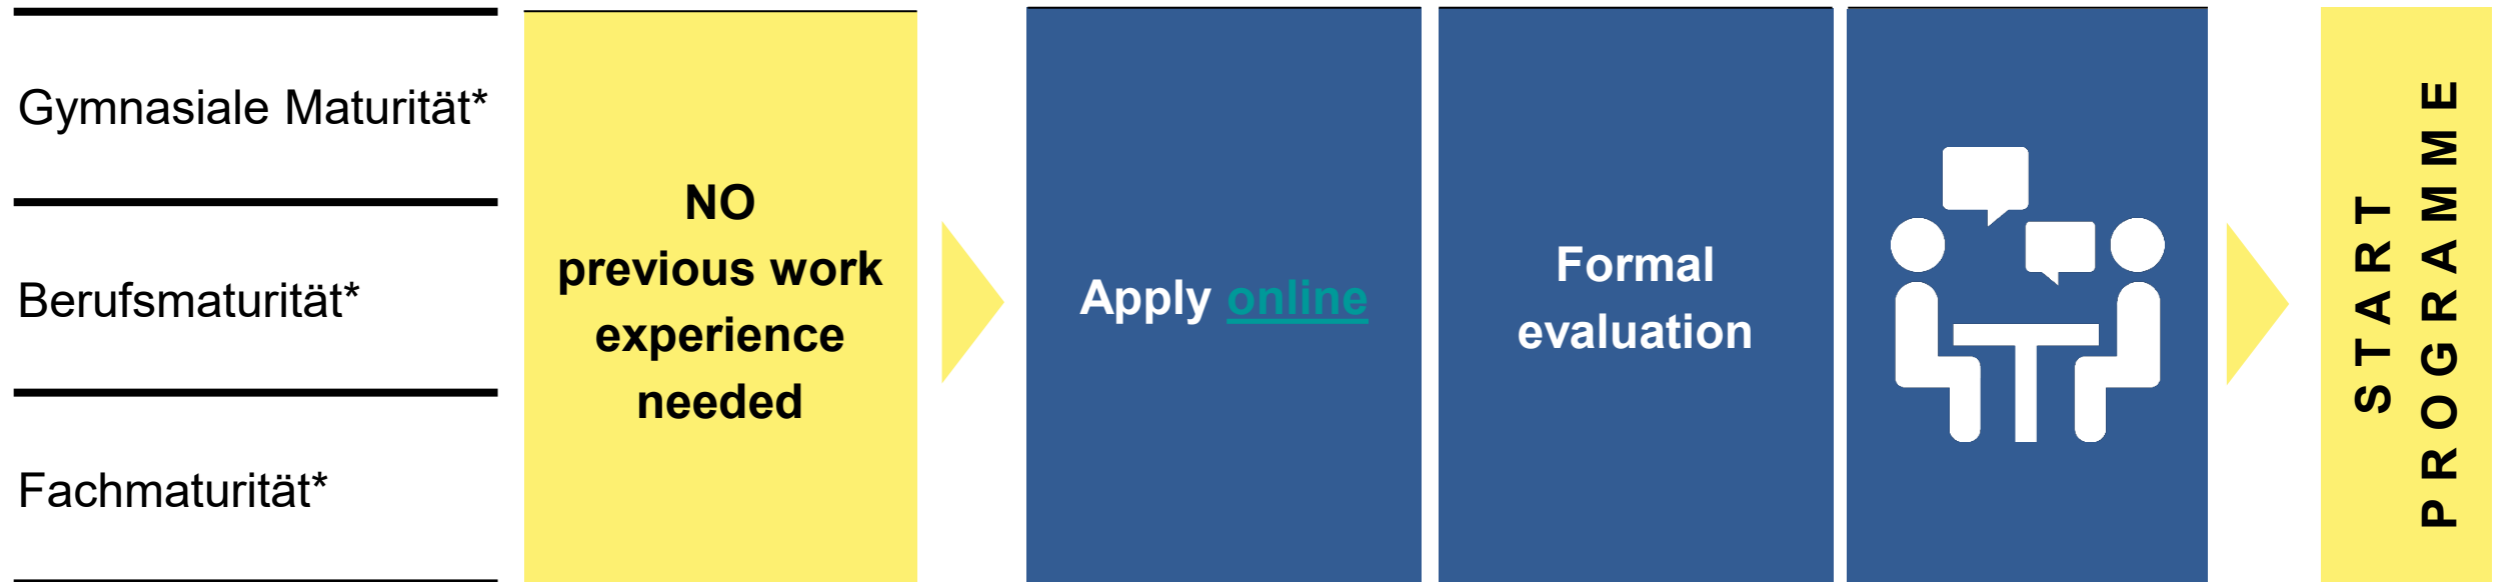 Gymnasiale Maturität*
Berufsmaturität*
Fachmaturität*
NO
previous work
experience
needed
Apply online
Formal
evaluation
START
PROGRAMME